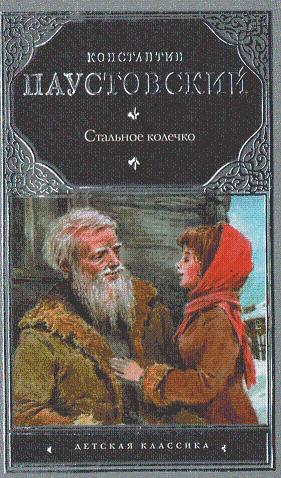 КОНСТАНТИН
ПАУСТОВСКИЙ
Стальное колечко
ДЕТСКАЯ КЛАССИКА